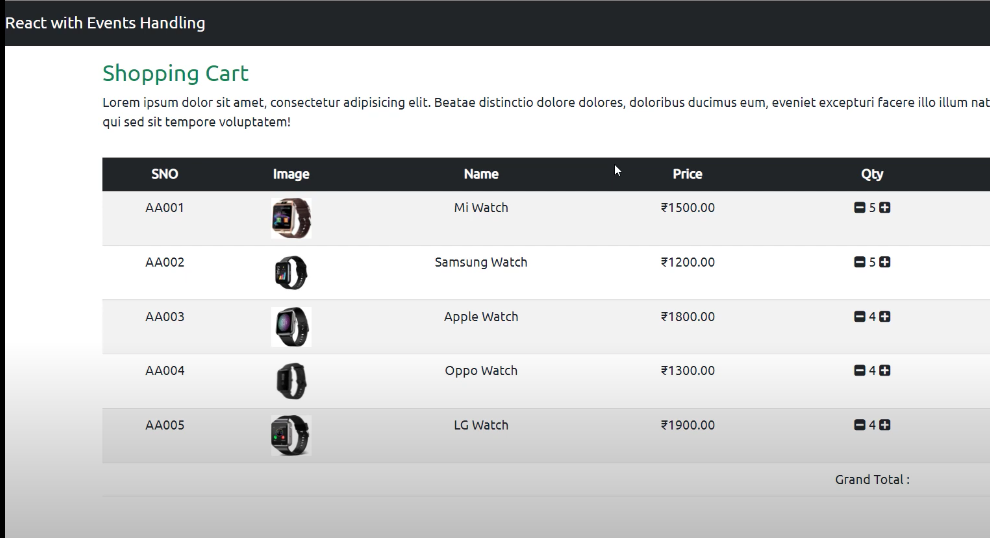 React with Events Handling
Shopping Cart
Lorem ipsum dolor sit amet, consectetur adipisicing elit. Beatae distinctio dolore dolores, doloribus ducimus eum, eveniet excepturi facere illo illum nat
qui sed sit tempore voluptatem!
SNO Image Name Price Qty
AA001 Mi Watch ₹1500.00 5
AA002 Samsung Watch ₹1200.00 5
AA003 Apple Watch ₹1800.00 4
AA004 Oppo Watch ₹1300.00 4
AA005 LG Watch ₹1900.00 4
Grand Total :